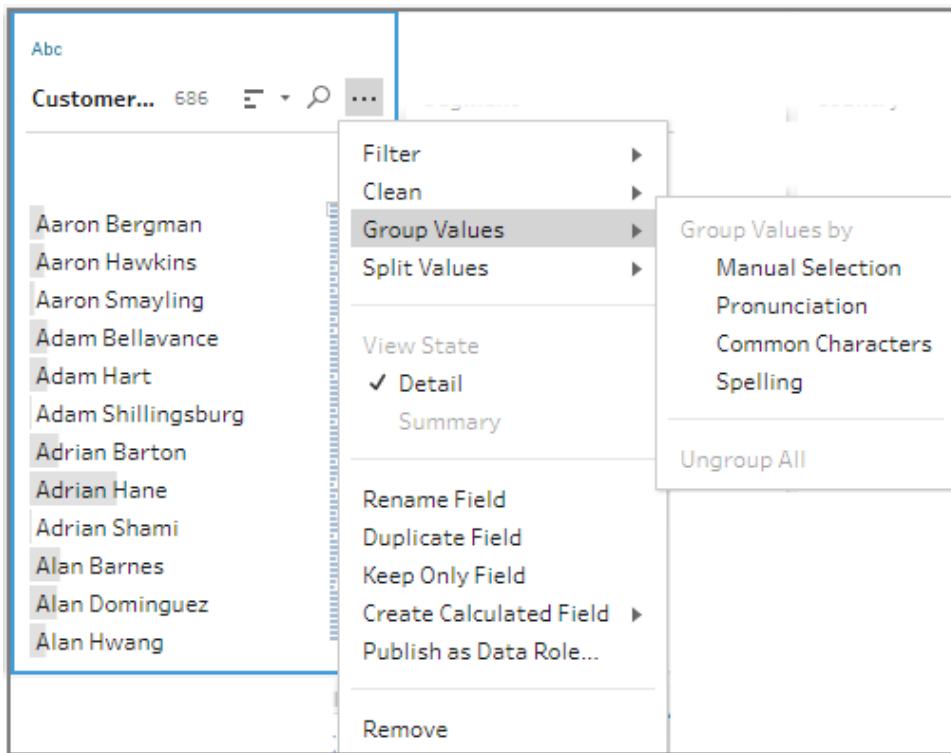 Abc
Customer... 686
Aaron Bergman
Aaron Hawkins
Aaron Smayling
Adam Bellavance
Adam Hart
Adam Shillingsburg
Adrian Barton
Adrian Hane
Adrian Shami
Alan Barnes
Alan Dominguez
Alan Hwang
Filter
Clean
Group Values
Split Values
View State
Detail
Summary
Rename Field
Duplicate Field
Keep Only Field
Create Calculated Field
Publish as Data Role...
Remove
Group Values by
Manual Selection
Pronunciation
Common Characters
Spelling
Ungroup All